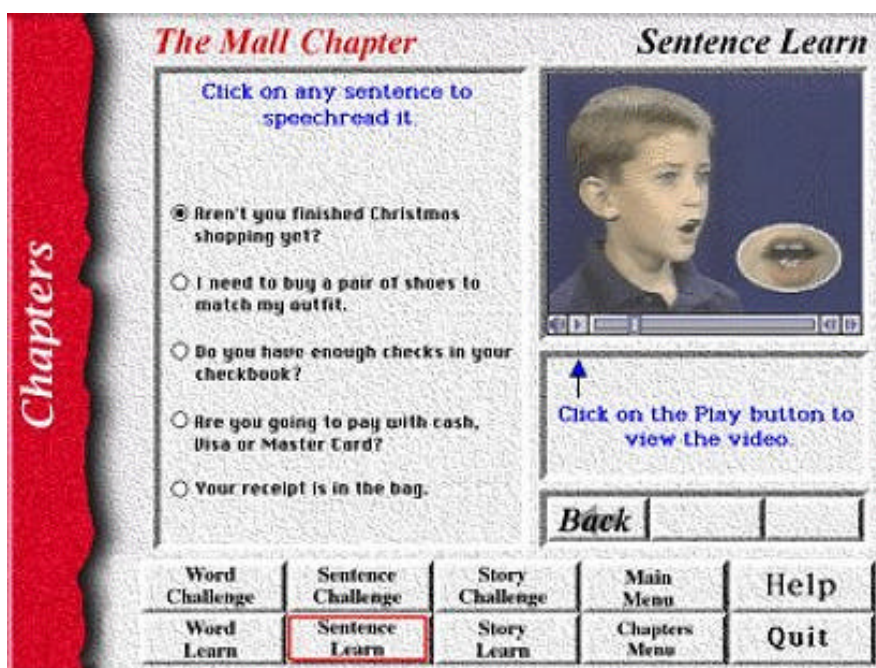 The Mall Chapter
Sentence Learn
Chapters
Click on any sentence to
speechread it.
Aren't you finished Christmas
shopping yet?
I need to buy a pair of shoes to
match my outfit.
Do you have enough checks in your
checkbook?
Are you going to pay with cash,
Visa or Master Card?
Your receipt is in the bag.
Click on the Play button to
view the video.
Back
Word
Challenge
Sentence
Challenge
Story
Challenge
Main
Menu
Help
Word
Learn
Sentence
Learn
Story
Learn
Chapters
Menu
Quit